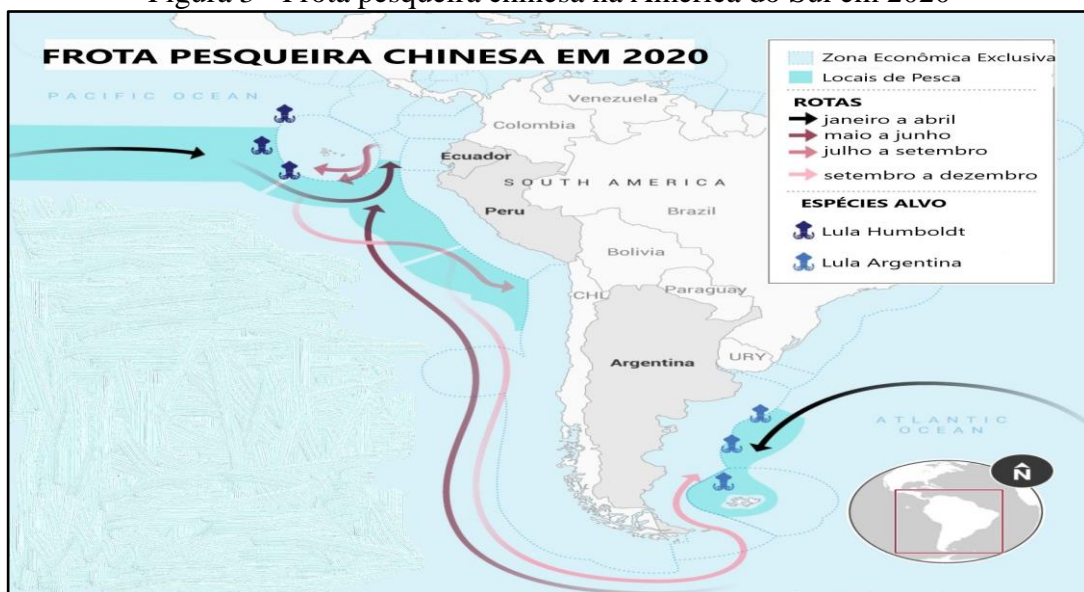 Figura 3 - Frota pesqueira chinesa na América do Sul em 2020
FROTA PESQUEIRA CHINESA EM 2020
Zona Econômica Exclusiva
Locais de Pesca
ROTAS
janeiro a abril
maio a junho
julho a setembro
setembro a dezembro
ESPÉCIES ALVO
Lula Humboldt
Lula Argentina
PACIFIC OCEAN
Venezuela
Colombia
Ecuador
SOUTH AMERICA
Peru
Brazil
Bolivia
CHL
Paraguay
Argentina
URY
ATLANTIC
OCEAN
N